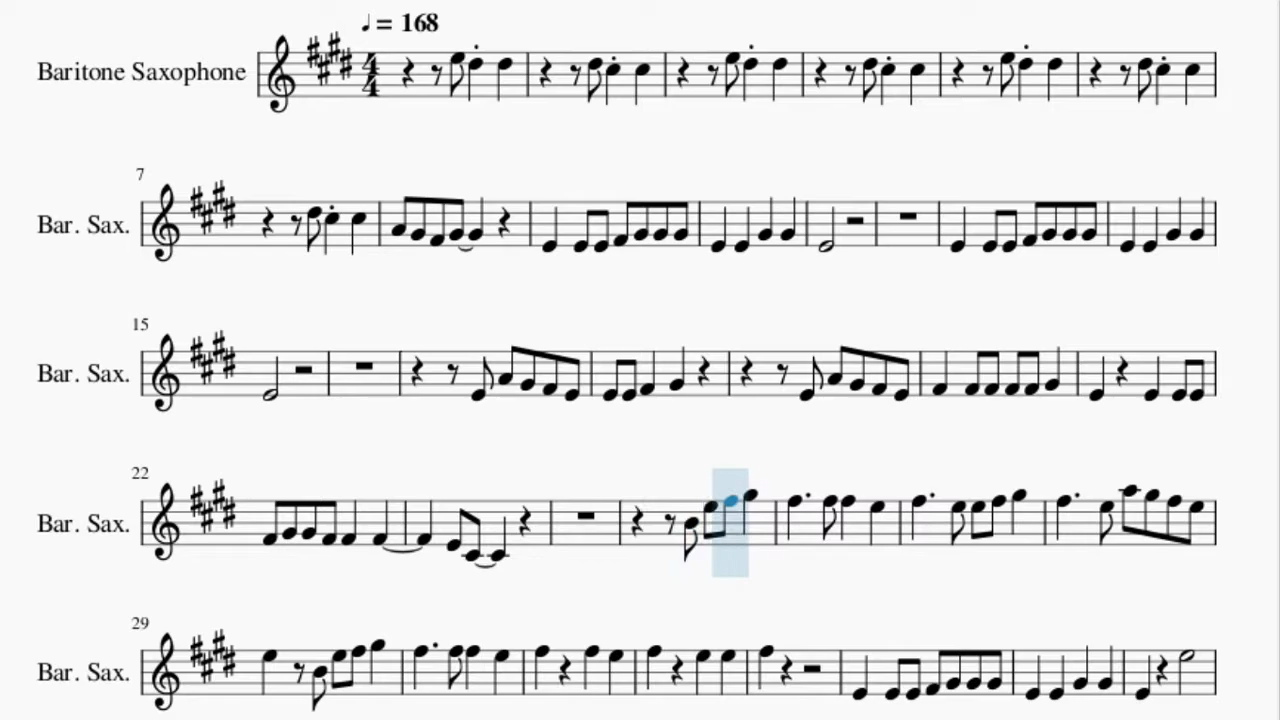 ♩ = 168
Baritone Saxophone
4
4
7
Bar. Sax.
15
Bar. Sax.
22
Bar. Sax.
29
Bar. Sax.